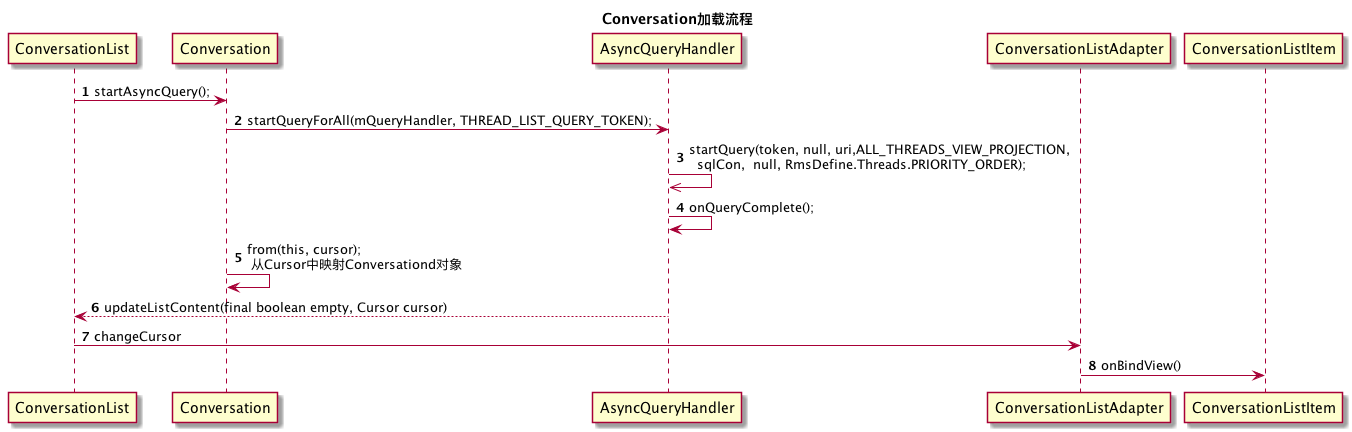 Conversation加载流程
ConversationList
Conversation
AsyncQueryHandler
ConversationListAdapter
ConversationListItem
1 startAsyncQuery();
2 startQueryForAll(mQueryHandler, THREAD_LIST_QUERY_TOKEN);
3 startQuery(token, null, uri,ALL_THREADS_VIEW_PROJECTION,
sqlCon,  null, RmsDefine.Threads.PRIORITY_ORDER);
4 onQueryComplete();
5 from(this, cursor);
从Cursor中映射Conversationd对象
6 updateListContent(final boolean empty, Cursor cursor)
7 changeCursor
8 onBindView()
ConversationList
Conversation
AsyncQueryHandler
ConversationListAdapter
ConversationListItem